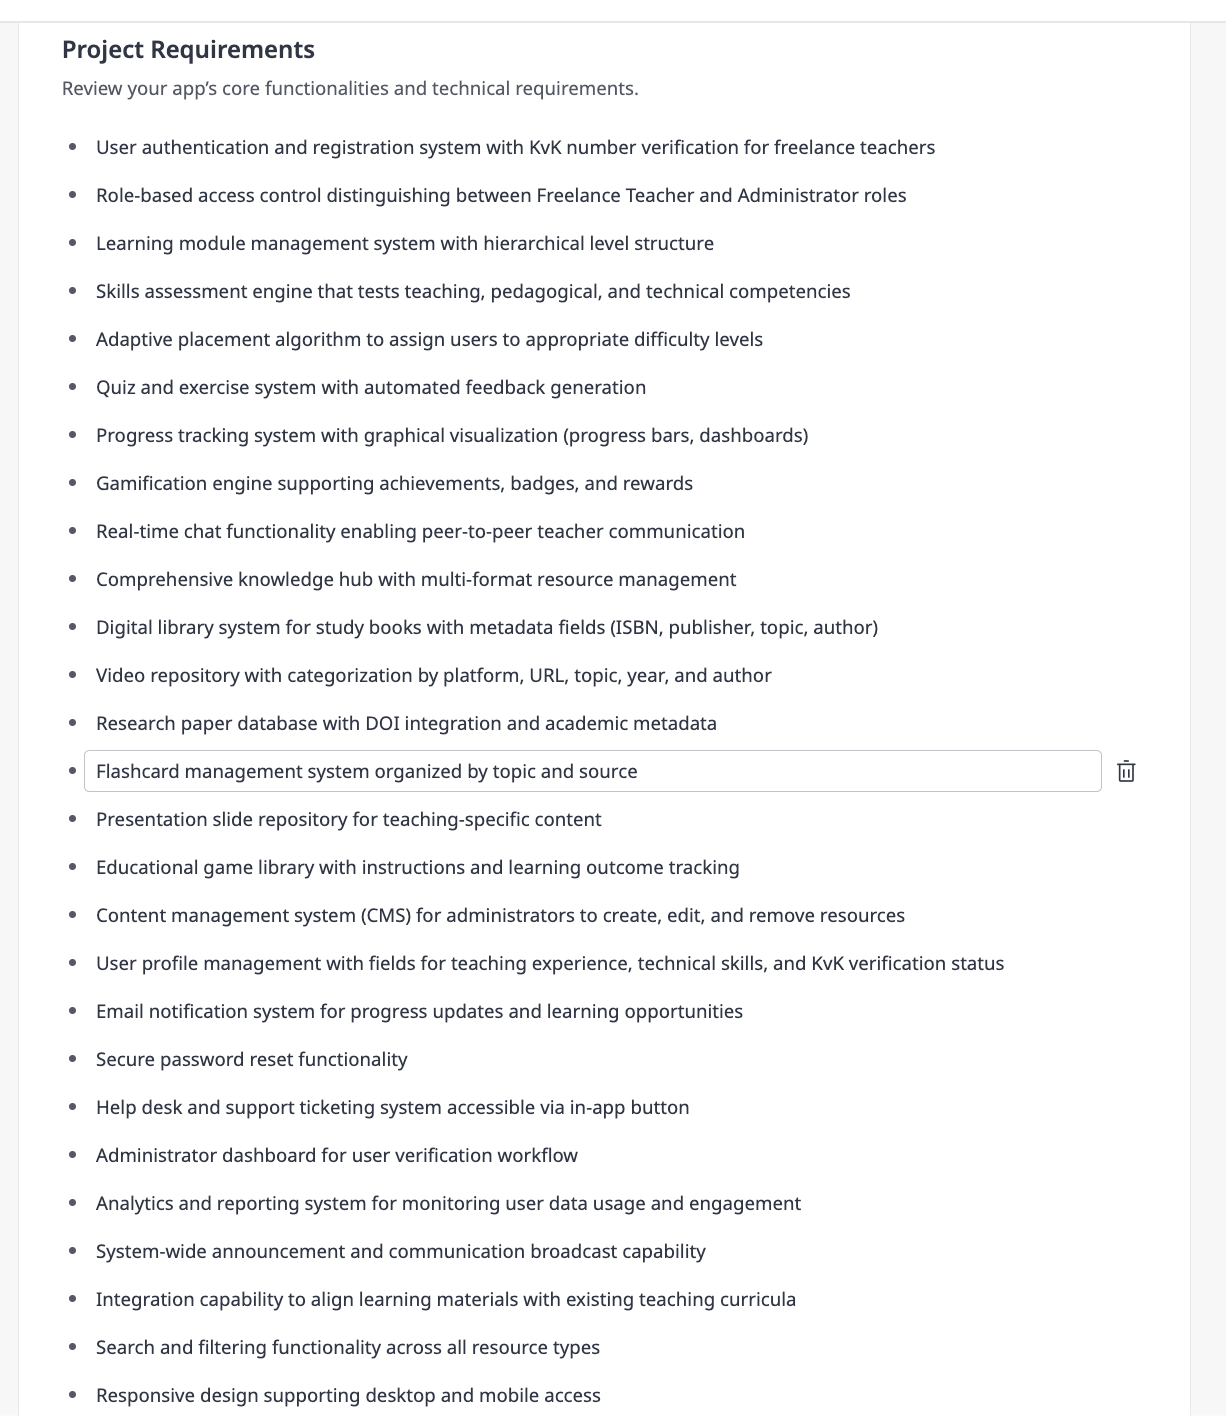 Project Requirements
Review your app’s core functionalities and technical requirements.
User authentication and registration system with KvK number verification for freelance teachers
Role-based access control distinguishing between Freelance Teacher and Administrator roles
Learning module management system with hierarchical level structure
Skills assessment engine that tests teaching, pedagogical, and technical competencies
Adaptive placement algorithm to assign users to appropriate difficulty levels
Quiz and exercise system with automated feedback generation
Progress tracking system with graphical visualization (progress bars, dashboards)
Gamification engine supporting achievements, badges, and rewards
Real-time chat functionality enabling peer-to-peer teacher communication
Comprehensive knowledge hub with multi-format resource management
Digital library system for study books with metadata fields (ISBN, publisher, topic, author)
Video repository with categorization by platform, URL, topic, year, and author
Research paper database with DOI integration and academic metadata
Flashcard management system organized by topic and source
Presentation slide repository for teaching-specific content
Educational game library with instructions and learning outcome tracking
Content management system (CMS) for administrators to create, edit, and remove resources
User profile management with fields for teaching experience, technical skills, and KvK verification status
Email notification system for progress updates and learning opportunities
Secure password reset functionality
Help desk and support ticketing system accessible via in-app button
Administrator dashboard for user verification workflow
Analytics and reporting system for monitoring user data usage and engagement
System-wide announcement and communication broadcast capability
Integration capability to align learning materials with existing teaching curricula
Search and filtering functionality across all resource types
Responsive design supporting desktop and mobile access